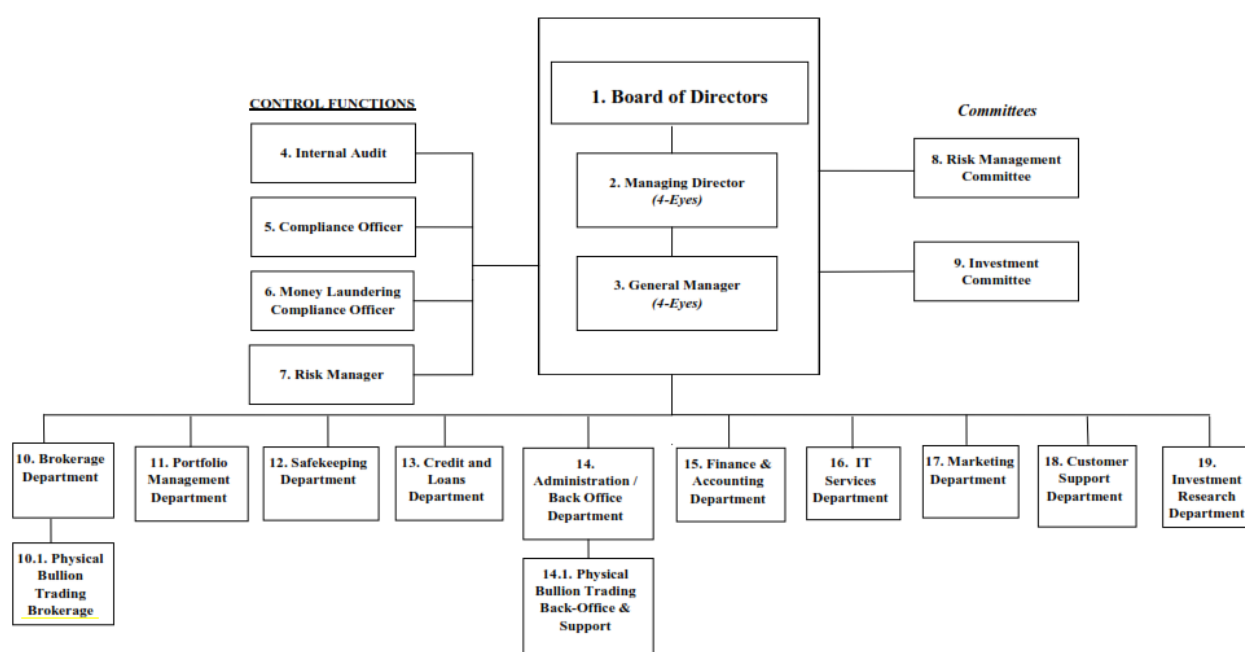 1. Board of Directors
CONTROL FUNCTIONS
Committees
4. Internal Audit
2. Managing Director
(4-Eyes)
8. Risk Management
Committee
5. Compliance Officer
3. General Manager
(4-Eyes)
9. Investment
Committee
6. Money Laundering
Compliance Officer
7. Risk Manager
10. Brokerage
Department
11. Portfolio
Management
Department
12. Safekeeping
Department
13. Credit and
Loans
Department
14.
Administration /
Back Office
Department
15. Finance &
Accounting
Department
16. IT
Services
Department
17. Marketing
Department
18. Customer
Support
Department
19.
Investment
Research
Department
10.1. Physical
Bullion
Trading
Brokerage
14.1. Physical
Bullion Trading
Back-Office &
Support